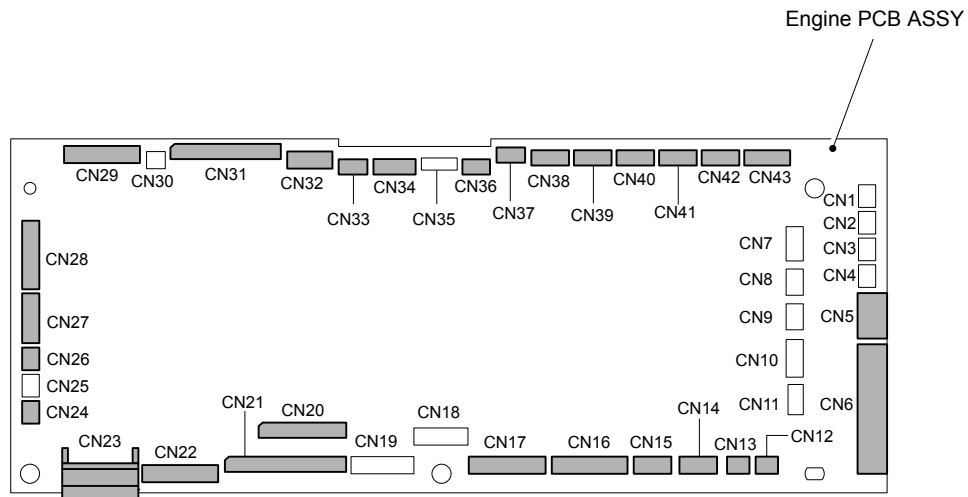 Engine PCB ASSY
CN29
CN30
CN31
CN32
CN33
CN34
CN35
CN36
CN37
CN38
CN39
CN40
CN41
CN42
CN43
CN1
CN2
CN3
CN4
CN5
CN6
CN7
CN8
CN9
CN10
CN11
CN28
CN27
CN26
CN25
CN24
CN23
CN22
CN21
CN20
CN19
CN18
CN17
CN16
CN15
CN14
CN13
CN12